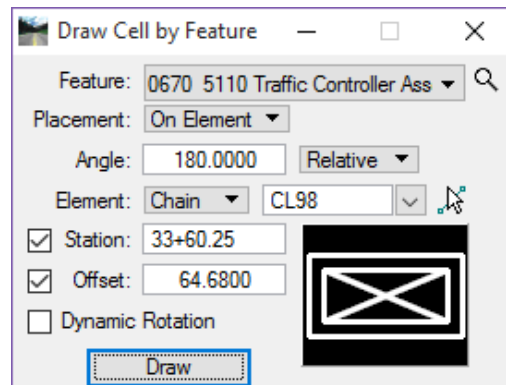 Draw Cell by Feature
Feature: 0670 5110 Traffic Controller Ass
Placement: On Element
Angle: 180.0000 Relative
Element: Chain CL98
Station: 33+60.25
Offset: 64.6800
Dynamic Rotation
Draw